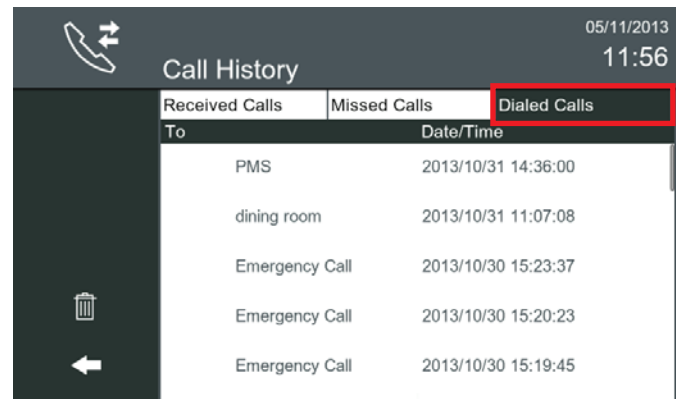 05/11/2013
Call History 11:56
Received Calls Missed Calls Dialed Calls
To Date/Time
PMS 2013/10/31 14:36:00
dining room 2013/10/31 11:07:08
Emergency Call 2013/10/30 15:23:37
Emergency Call 2013/10/30 15:20:23
Emergency Call 2013/10/30 15:19:45